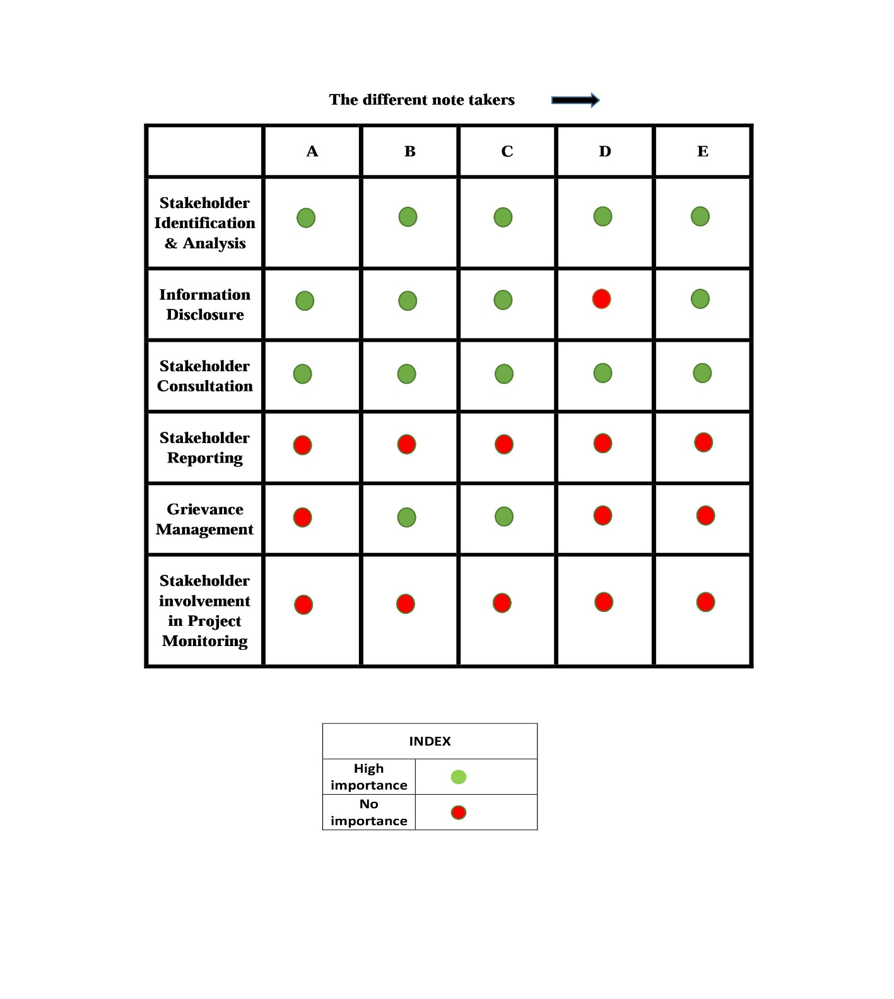 The different note takers
A B C D E
Stakeholder
Identification
& Analysis
Information
Disclosure
Stakeholder
Consultation
Stakeholder
Reporting
Grievance
Management
Stakeholder
involvement
in Project
Monitoring
INDEX
High
importance
No
importance